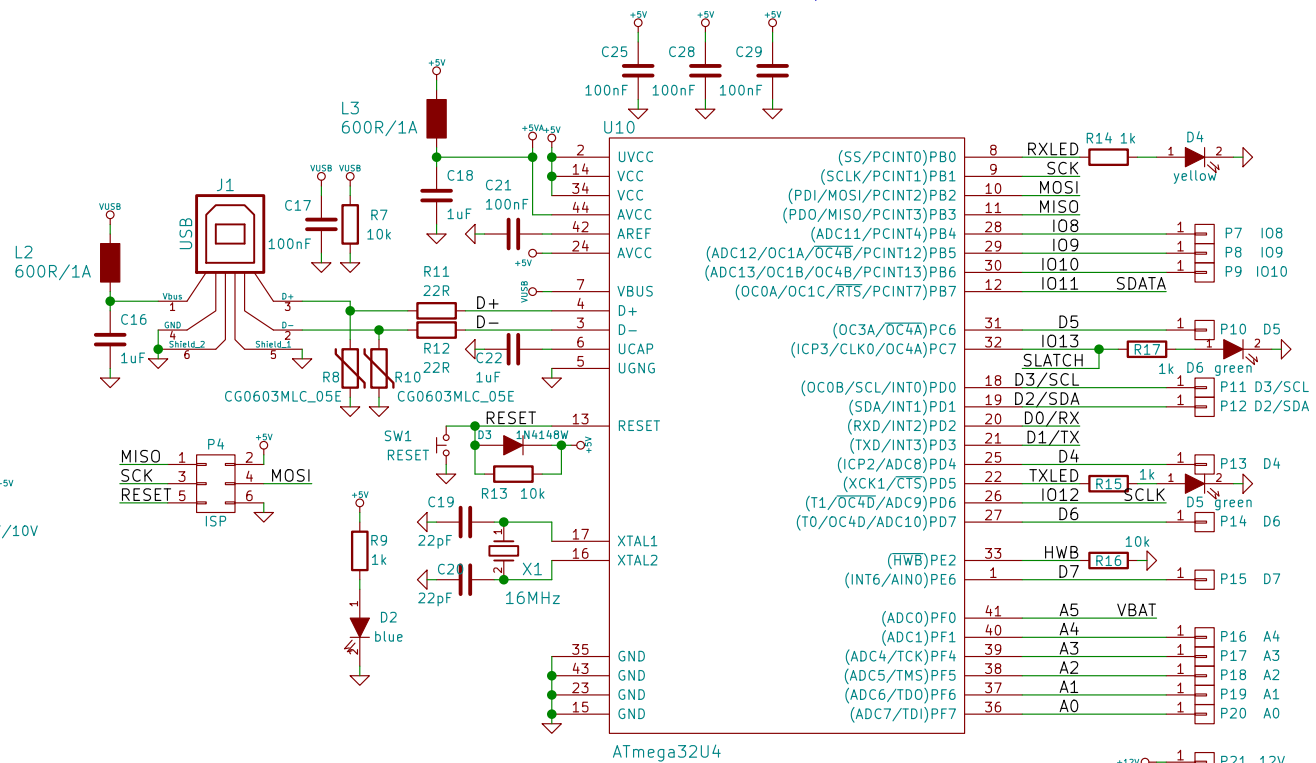 +5V +5V +5V
C25 C28 C29
100nF 100nF 100nF
+5V
L3
600R/1A
+5VA +5V
U10
C18
1uF
C21
100nF
+5V
VUSB VUSB
C17
100nF
R7
10k
J1
USB
VUSB
L2
600R/1A
C16
1uF
Vbus 1
GND 4
Shield_2 6
D+ 3
D- 2
Shield_1 5
R11
22R
D+
D-
R12
22R
VUSB
C22
1uF
R8
CG0603MLC_05E
R10
CG0603MLC_05E
SW1
RESET
RESET
D3 1N4148W
+5V
R13 10k
P4
+5V
MISO 1 2
SCK 3 4 MOSI
RESET 5 6
ISP
+5V
/10V
+5V
R9
1k
1
D2
blue
2
C19
22pF
C20
22pF
1
2
X1
16MHz
2 UVCC
14 VCC
34 VCC
44 AVCC
42 AREF
24 AVCC
7 VBUS
4 D+
3 D-
6 UCAP
5 UGNG
13 RESET
17 XTAL1
16 XTAL2
35 GND
43 GND
23 GND
15 GND
(SS/PCINT0)PB0 8 RXLED R14 1k 1 D4 2 yellow
(SCLK/PCINT1)PB1 9 SCK
(PDI/MOSI/PCINT2)PB2 10 MOSI
(PDO/MISO/PCINT3)PB3 11 MISO
(ADC11/PCINT4)PB4 28 IO8 1 P7 IO8
(ADC12/OC1A/OC4B/PCINT12)PB5 29 IO9 1 P8 IO9
(ADC13/OC1B/OC4B/PCINT13)PB6 30 IO10 1 P9 IO10
(OC0A/OC1C/RTS/PCINT7)PB7 12 IO11 SDATA
(OC3A/OC4A)PC6 31 D5 1 P10 D5
(ICP3/CLK0/OC4A)PC7 32 IO13 R17 1 2
SLATCH 1k D6 green
(OC0B/SCL/INT0)PD0 18 D3/SCL 1 P11 D3/SCL
(SDA/INT1)PD1 19 D2/SDA 1 P12 D2/SDA
(RXD/INT2)PD2 20 D0/RX
(TXD/INT3)PD3 21 D1/TX
(ICP2/ADC8)PD4 25 D4 1 P13 D4
(XCK1/CTS)PD5 22 TXLED R15 1k 1 2
(T1/OC4D/ADC9)PD6 26 IO12 SCLK D5 green
(T0/OC4D/ADC10)PD7 27 D6 1 P14 D6
(HWB)PE2 33 HWB R16 10k
(INT6/AIN0)PE6 1 D7 1 P15 D7
(ADC0)PF0 41 A5 VBAT
(ADC1)PF1 40 A4 1 P16 A4
(ADC4/TCK)PF4 39 A3 1 P17 A3
(ADC5/TMS)PF5 38 A2 1 P18 A2
(ADC6/TDO)PF6 37 A1 1 P19 A1
(ADC7/TDI)PF7 36 A0 1 P20 A0
ATmega32U4
+12V 1 P21 12V